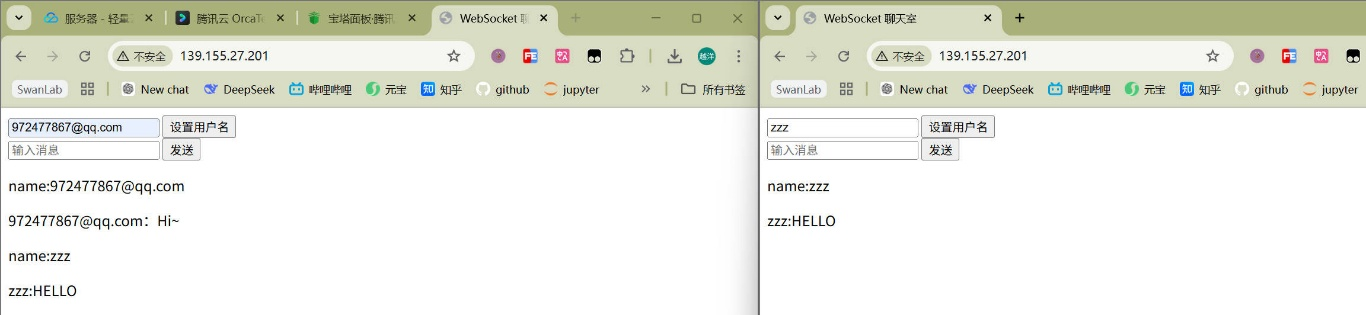 服务器 - 轻量
腾讯云 OrcaTe
宝塔面板·腾讯
WebSocket 聊
不安全
139.155.27.201
越洋
SwanLab
New chat
DeepSeek
哔哩哔哩
元宝
知乎
github
jupyter
»
所有书签
972477867@qq.com
设置用户名
输入消息
发送
name:972477867@qq.com
972477867@qq.com：Hi~
name:zzz
zzz:HELLO
WebSocket 聊天室
不安全
139.155.27.201
SwanLab
New chat
DeepSeek
哔哩哔哩
元宝
知乎
github
jupyter
zzz
设置用户名
输入消息
发送
name:zzz
zzz:HELLO